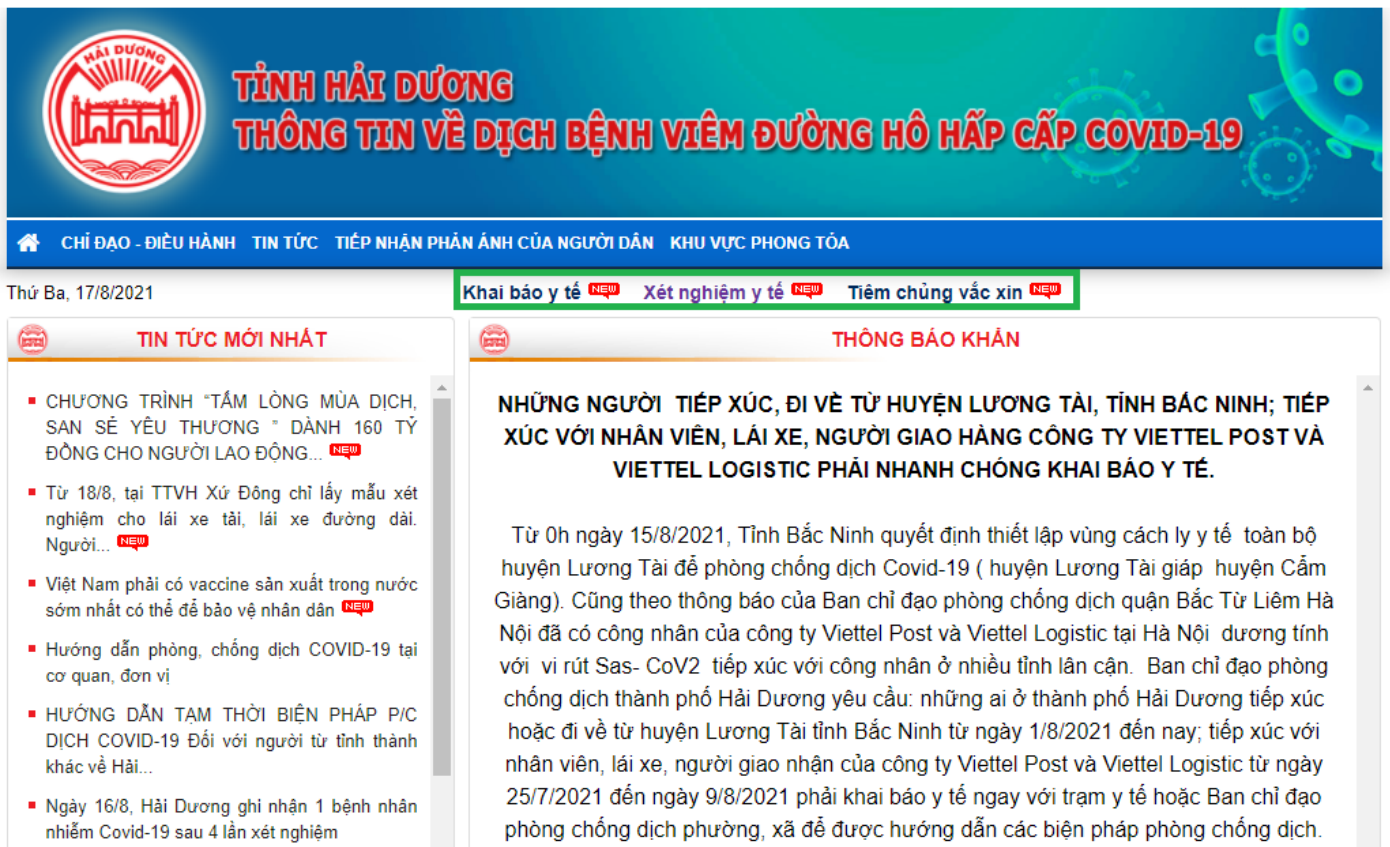 HẢI DƯƠNG
TỈNH HẢI DƯƠNG
THÔNG TIN VỀ DỊCH BỆNH VIÊM ĐƯỜNG HÔ HẤP CẤP COVID-19
CHỈ ĐẠO - ĐIỀU HÀNH TIN TỨC TIẾP NHẬN PHẢN ÁNH CỦA NGƯỜI DÂN KHU VỰC PHONG TỎA
Thứ Ba, 17/8/2021
Khai báo y tế NEW Xét nghiệm y tế NEW Tiêm chủng vắc xin NEW
TIN TỨC MỚI NHẤT
CHƯƠNG TRÌNH “TẤM LÒNG MÙA DỊCH,
SAN SẺ YÊU THƯƠNG ” DÀNH 160 TỶ
ĐỒNG CHO NGƯỜI LAO ĐỘNG... NEW
Từ 18/8, tại TTVH Xứ Đông chỉ lấy mẫu xét
nghiệm cho lái xe tải, lái xe đường dài.
Người... NEW
Việt Nam phải có vaccine sản xuất trong nước
sớm nhất có thể để bảo vệ nhân dân NEW
Hướng dẫn phòng, chống dịch COVID-19 tại
cơ quan, đơn vị
HƯỚNG DẪN TẠM THỜI BIỆN PHÁP P/C
DỊCH COVID-19 Đối với người từ tỉnh thành
khác về Hải...
Ngày 16/8, Hải Dương ghi nhận 1 bệnh nhân
nhiễm Covid-19 sau 4 lần xét nghiệm
THÔNG BÁO KHẨN
NHỮNG NGƯỜI TIẾP XÚC, ĐI VỀ TỪ HUYỆN LƯƠNG TÀI, TỈNH BẮC NINH; TIẾP
XÚC VỚI NHÂN VIÊN, LÁI XE, NGƯỜI GIAO HÀNG CÔNG TY VIETTEL POST VÀ
VIETTEL LOGISTIC PHẢI NHANH CHÓNG KHAI BÁO Y TẾ.
Từ 0h ngày 15/8/2021, Tỉnh Bắc Ninh quyết định thiết lập vùng cách ly y tế toàn bộ
huyện Lương Tài để phòng chống dịch Covid-19 ( huyện Lương Tài giáp huyện Cẩm
Giàng). Cũng theo thông báo của Ban chỉ đạo phòng chống dịch quận Bắc Từ Liêm Hà
Nội đã có công nhân của công ty Viettel Post và Viettel Logistic tại Hà Nội dương tính
với vi rút Sas- CoV2 tiếp xúc với công nhân ở nhiều tỉnh lân cận. Ban chỉ đạo phòng
chống dịch thành phố Hải Dương yêu cầu: những ai ở thành phố Hải Dương tiếp xúc
hoặc đi về từ huyện Lương Tài tỉnh Bắc Ninh từ ngày 1/8/2021 đến nay; tiếp xúc với
nhân viên, lái xe, người giao nhận của công ty Viettel Post và Viettel Logistic từ ngày
25/7/2021 đến ngày 9/8/2021 phải khai báo y tế ngay với trạm y tế hoặc Ban chỉ đạo
phòng chống dịch phường, xã để được hướng dẫn các biện pháp phòng chống dịch.